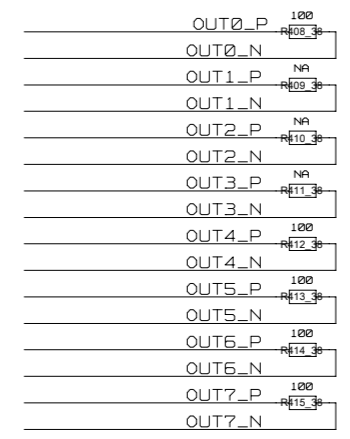 100
OUT0_P R408_38
OUT0_N
NA
OUT1_P R409_38
OUT1_N
NA
OUT2_P R410_38
OUT2_N
NA
OUT3_P R411_38
OUT3_N
100
OUT4_P R412_38
OUT4_N
100
OUT5_P R413_38
OUT5_N
100
OUT6_P R414_38
OUT6_N
100
OUT7_P R415_38
OUT7_N